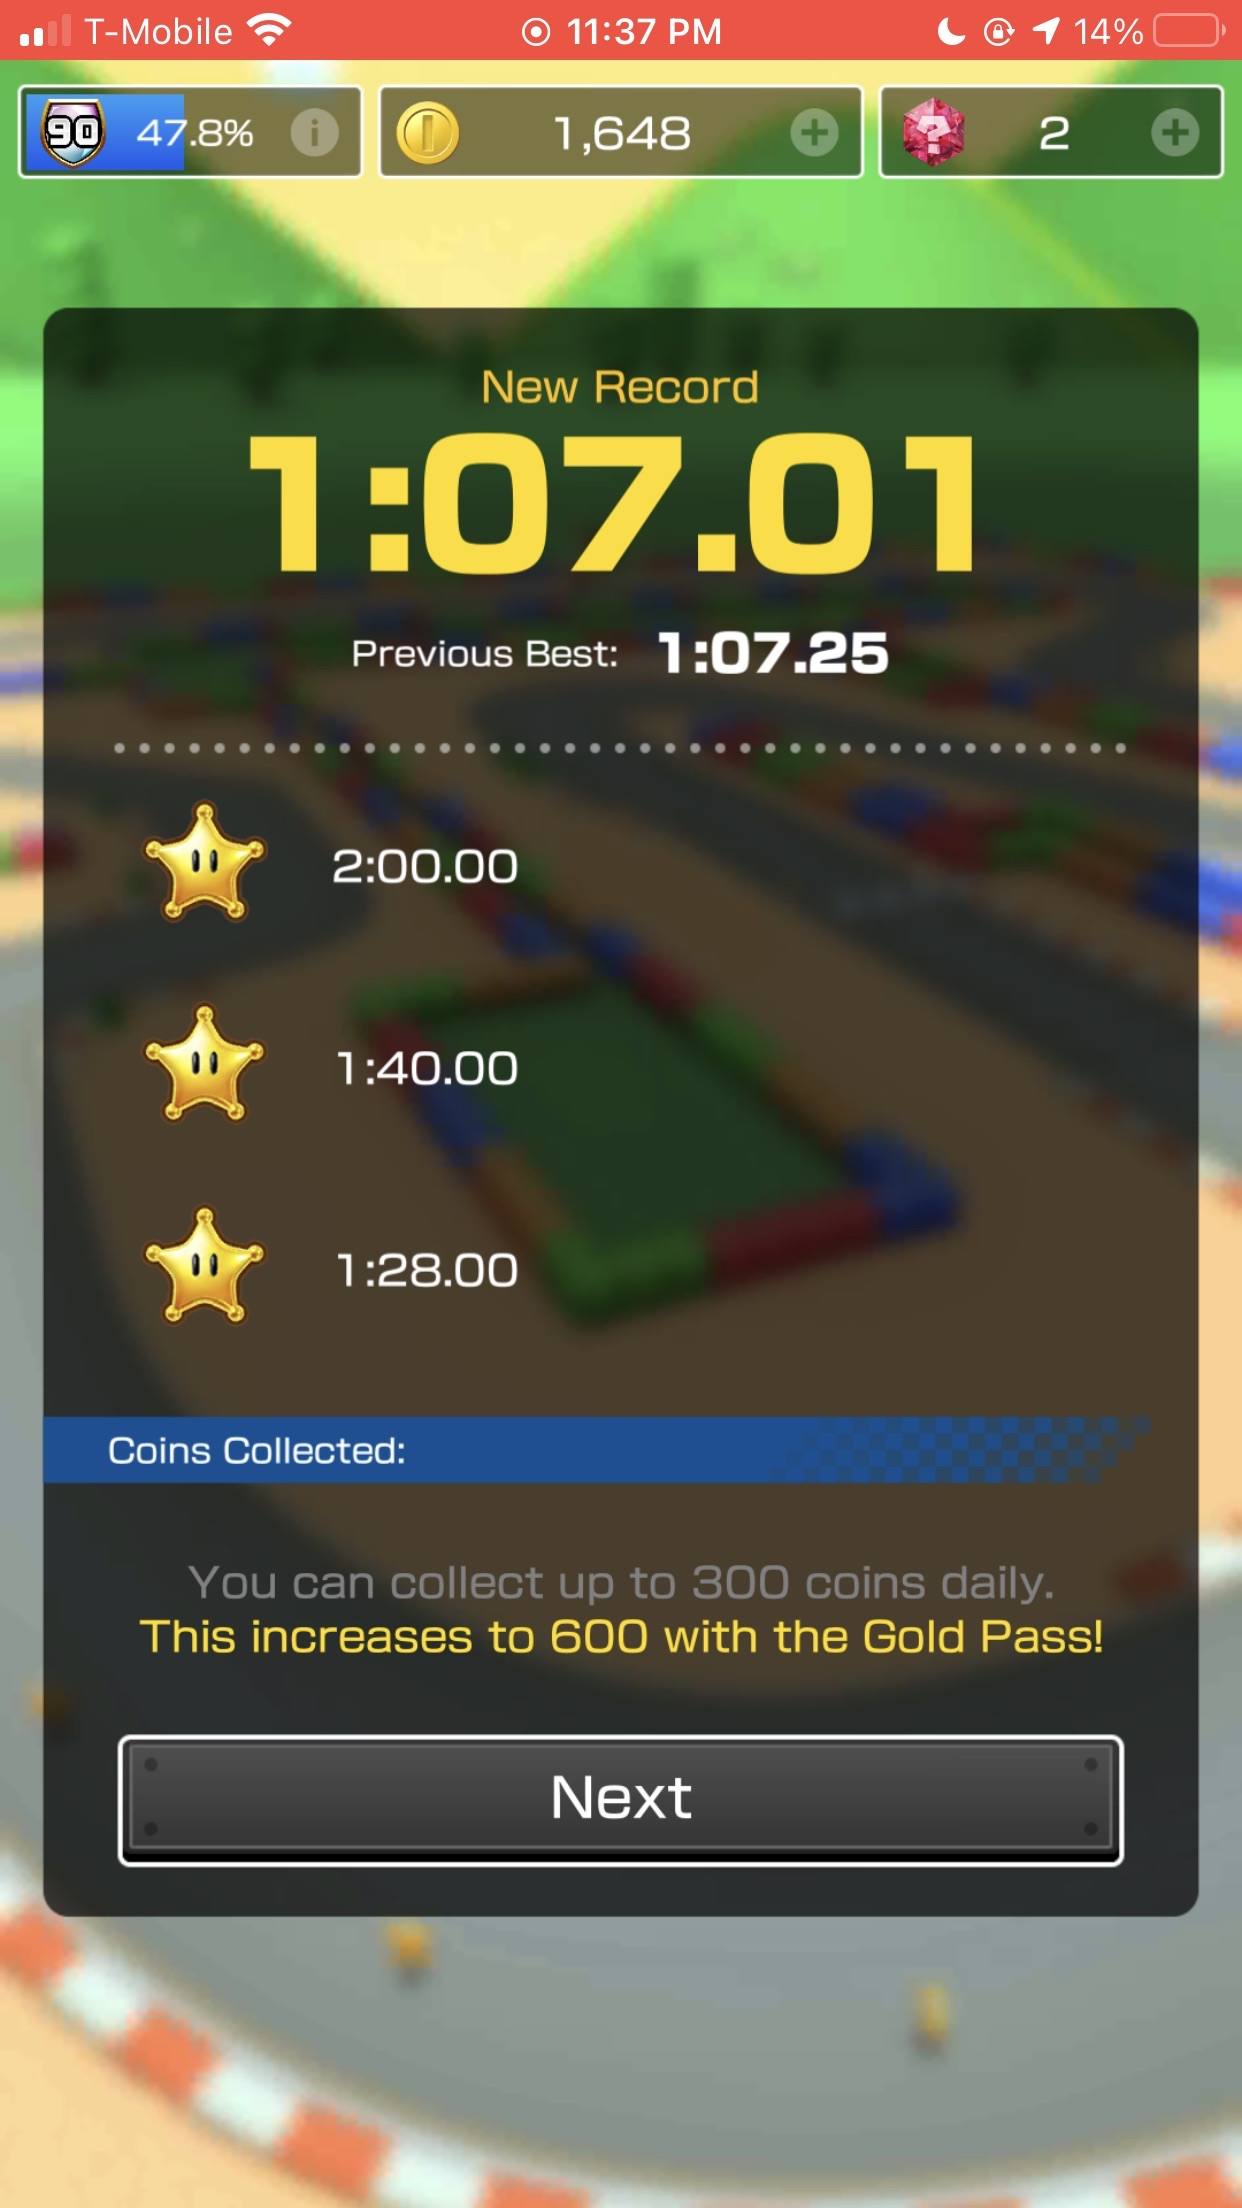 T-Mobile 11:37 PM 14%
90 47.8% i 1,648 + ? 2 +
New Record
1:07.01
Previous Best: 1:07.25
2:00.00
1:40.00
1:28.00
Coins Collected:
You can collect up to 300 coins daily.
This increases to 600 with the Gold Pass!
Next